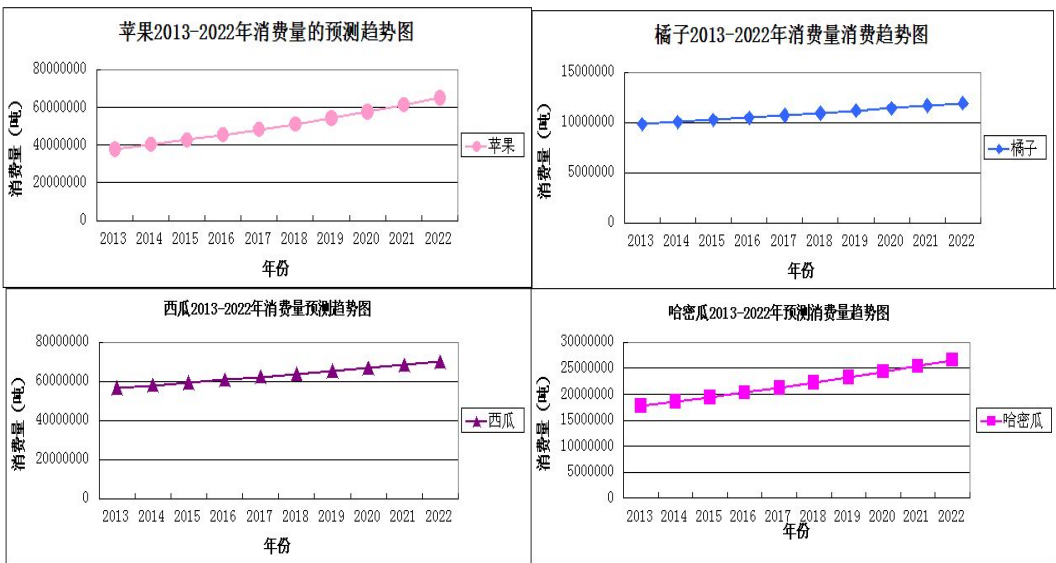 苹果2013-2022年消费量的预测趋势图
80000000
60000000
40000000
20000000
0
消费量（吨）
2013 2014 2015 2016 2017 2018 2019 2020 2021 2022
年份
苹果
橘子2013-2022年消费量消费趋势图
15000000
10000000
5000000
0
消费量（吨）
2013 2014 2015 2016 2017 2018 2019 2020 2021 2022
年份
橘子
西瓜2013-2022年消费量预测趋势图
80000000
60000000
40000000
20000000
0
消费量（吨）
2013 2014 2015 2016 2017 2018 2019 2020 2021 2022
年份
西瓜
哈密瓜2013-2022年预测消费量趋势图
30000000
25000000
20000000
15000000
10000000
5000000
0
消费量（吨）
2013 2014 2015 2016 2017 2018 2019 2020 2021 2022
年份
哈密瓜